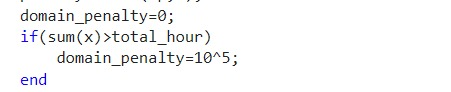 domain_penalty=0;
if(sum(x)>total_hour)
domain_penalty=10^5;
end